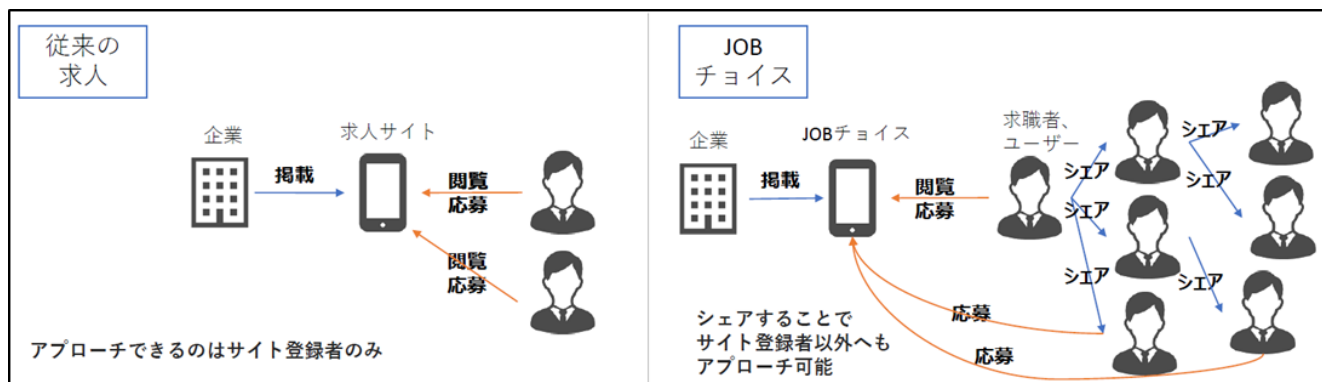 従来の
求人
企業
求人サイト
掲載
閲覧
応募
閲覧
応募
アプローチできるのはサイト登録者のみ
JOB
チョイス
企業
JOBチョイス
求職者、
ユーザー
掲載
閲覧
応募
シェア
シェア
シェア
シェア
シェア
シェア
応募
応募
シェアすることで
サイト登録者以外へも
アプローチ可能